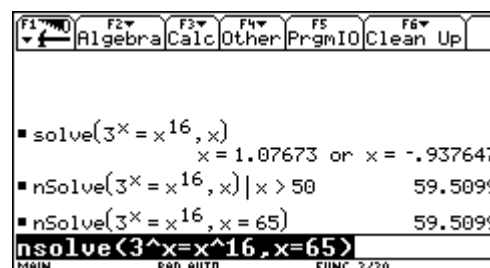 F1 F2 F3 F4 F5 F6
Algebra Calc Other PrgmIO Clean Up
solve(3^x = x^16, x)
x = 1.07673 or x = -.937647
nSolve(3^x = x^16, x)|x > 50 59.5099
nSolve(3^x = x^16, x = 65) 59.5099
nsolve(3^x=x^16,x=65)
MAIN RAD AUTO FUNC 3/30